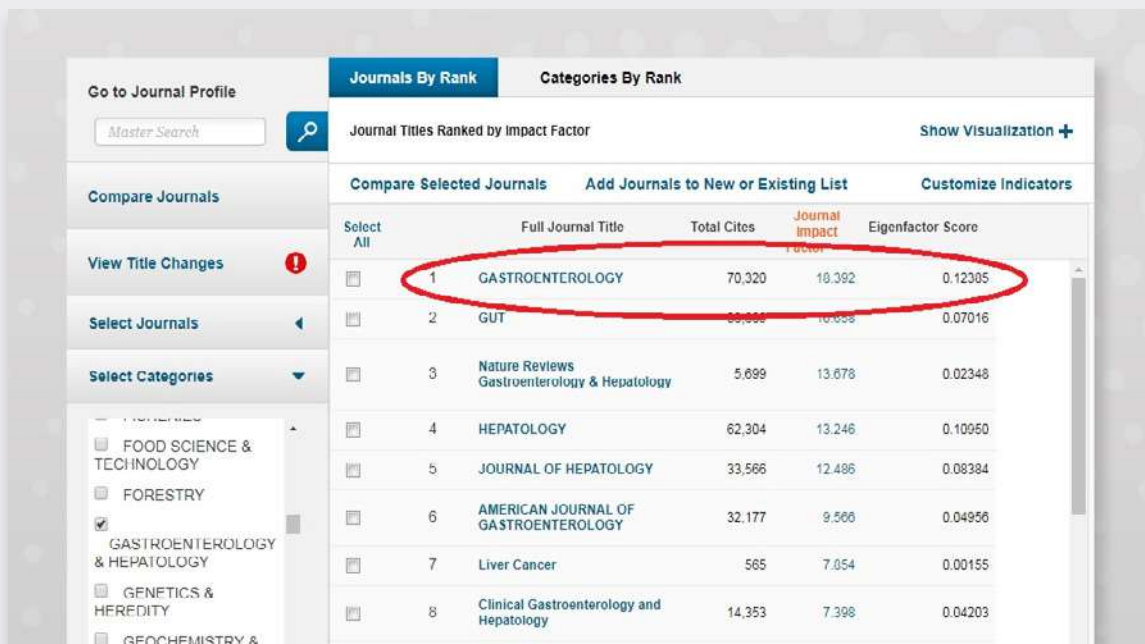 Go to Journal Profile
Master Search
Compare Journals
View Title Changes
Select Journals
Select Categories
FOOD SCIENCE &
TECHNOLOGY
FORESTRY
GASTROENTEROLOGY
& HEPATOLOGY
GENETICS &
HEREDITY
GEOCHEMISTRY &
Journals By Rank Categories By Rank
Journal Titles Ranked by Impact Factor Show Visualization +
Compare Selected Journals Add Journals to New or Existing List Customize Indicators
Select All Full Journal Title Total Cites Journal Impact Factor Eigenfactor Score
1 GASTROENTEROLOGY 70,320 18.392 0.12385
2 GUT 0.07016
3 Nature Reviews
Gastroenterology & Hepatology 5,699 13.678 0.02348
4 HEPATOLOGY 62,304 13.246 0.10950
5 JOURNAL OF HEPATOLOGY 33,566 12.486 0.08384
6 AMERICAN JOURNAL OF
GASTROENTEROLOGY 32,177 9.566 0.04956
7 Liver Cancer 565 7.854 0.00155
8 Clinical Gastroenterology and
Hepatology 14,353 7.398 0.04203